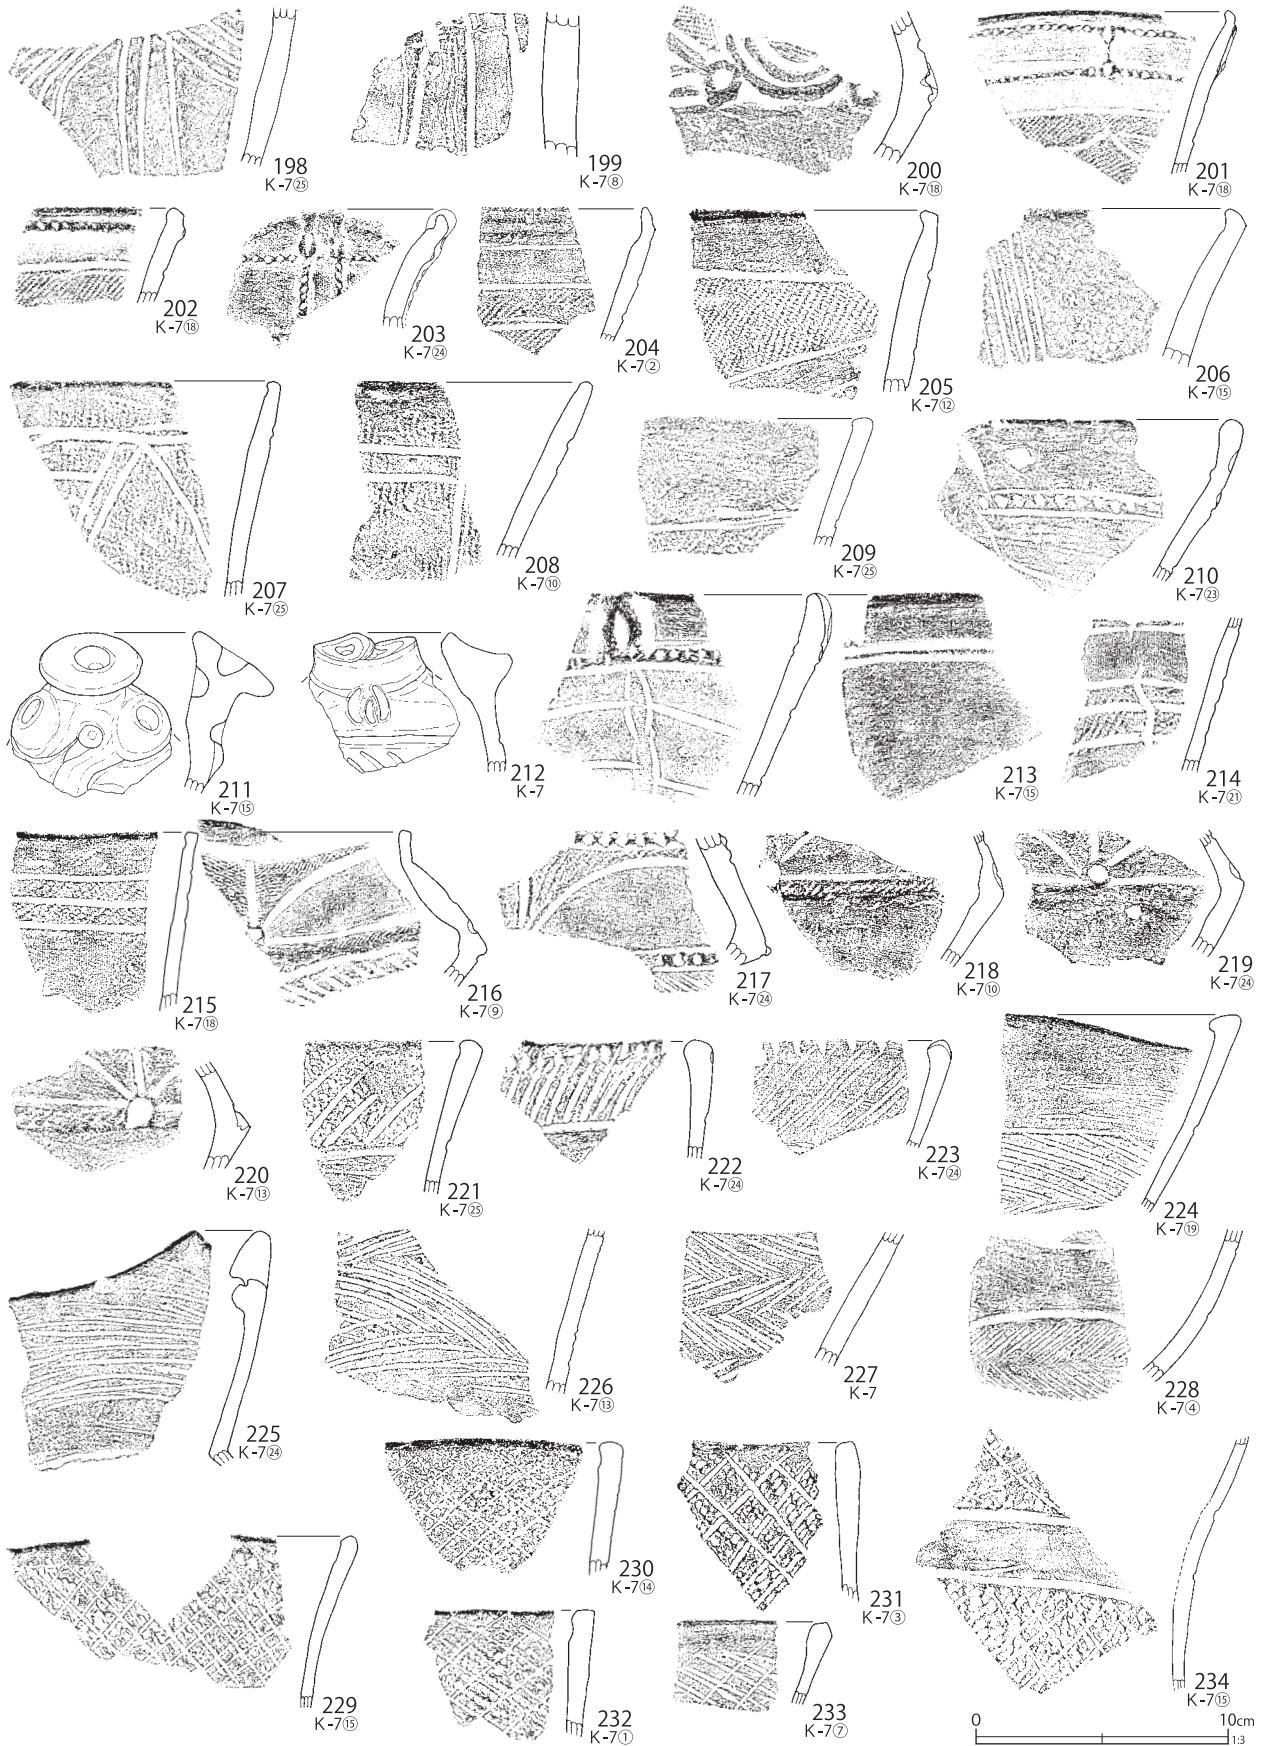 198
K-7㉕
199
K-7⑧
200
K-7⑱
201
K-7⑱
202
K-7⑱
203
K-7㉔
204
K-7②
205
K-7⑫
206
K-7⑮
207
K-7㉕
208
K-7⑩
209
K-7㉕
210
K-7㉓
211
K-7⑮
212
K-7
213
K-7⑮
214
K-7㉑
215
K-7⑱
216
K-7⑨
217
K-7㉔
218
K-7⑩
219
K-7㉔
220
K-7⑬
221
K-7㉕
222
K-7㉔
223
K-7㉔
224
K-7⑲
225
K-7㉔
226
K-7⑬
227
K-7
228
K-7④
229
K-7⑮
230
K-7⑭
231
K-7③
232
K-7①
233
K-7⑦
234
K-7⑮
0 10cm
1:3